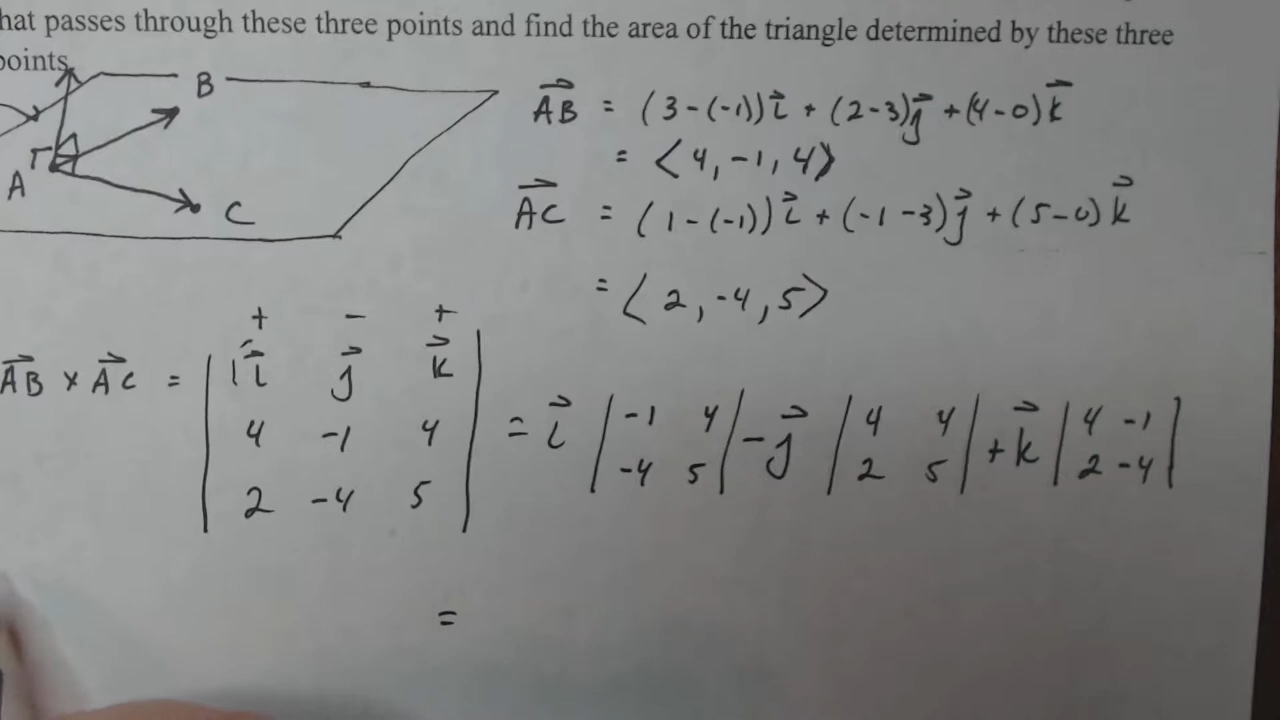 hat passes through these three points and find the area of the triangle determined by these three
points.
B
A
C
AB = (3-(-1))i + (2-3)j + (4-0)k
= ⟨4, -1, 4⟩
AC = (1-(-1))i + (-1-3)j + (5-0)k
= ⟨2, -4, 5⟩
+ - +
AB × AC = | i j k | = i | -1 4 | - j | 4 4 | + k | 4 -1 |
4 -1 4
-4 5 2 5 2 -4
2 -4 5
=